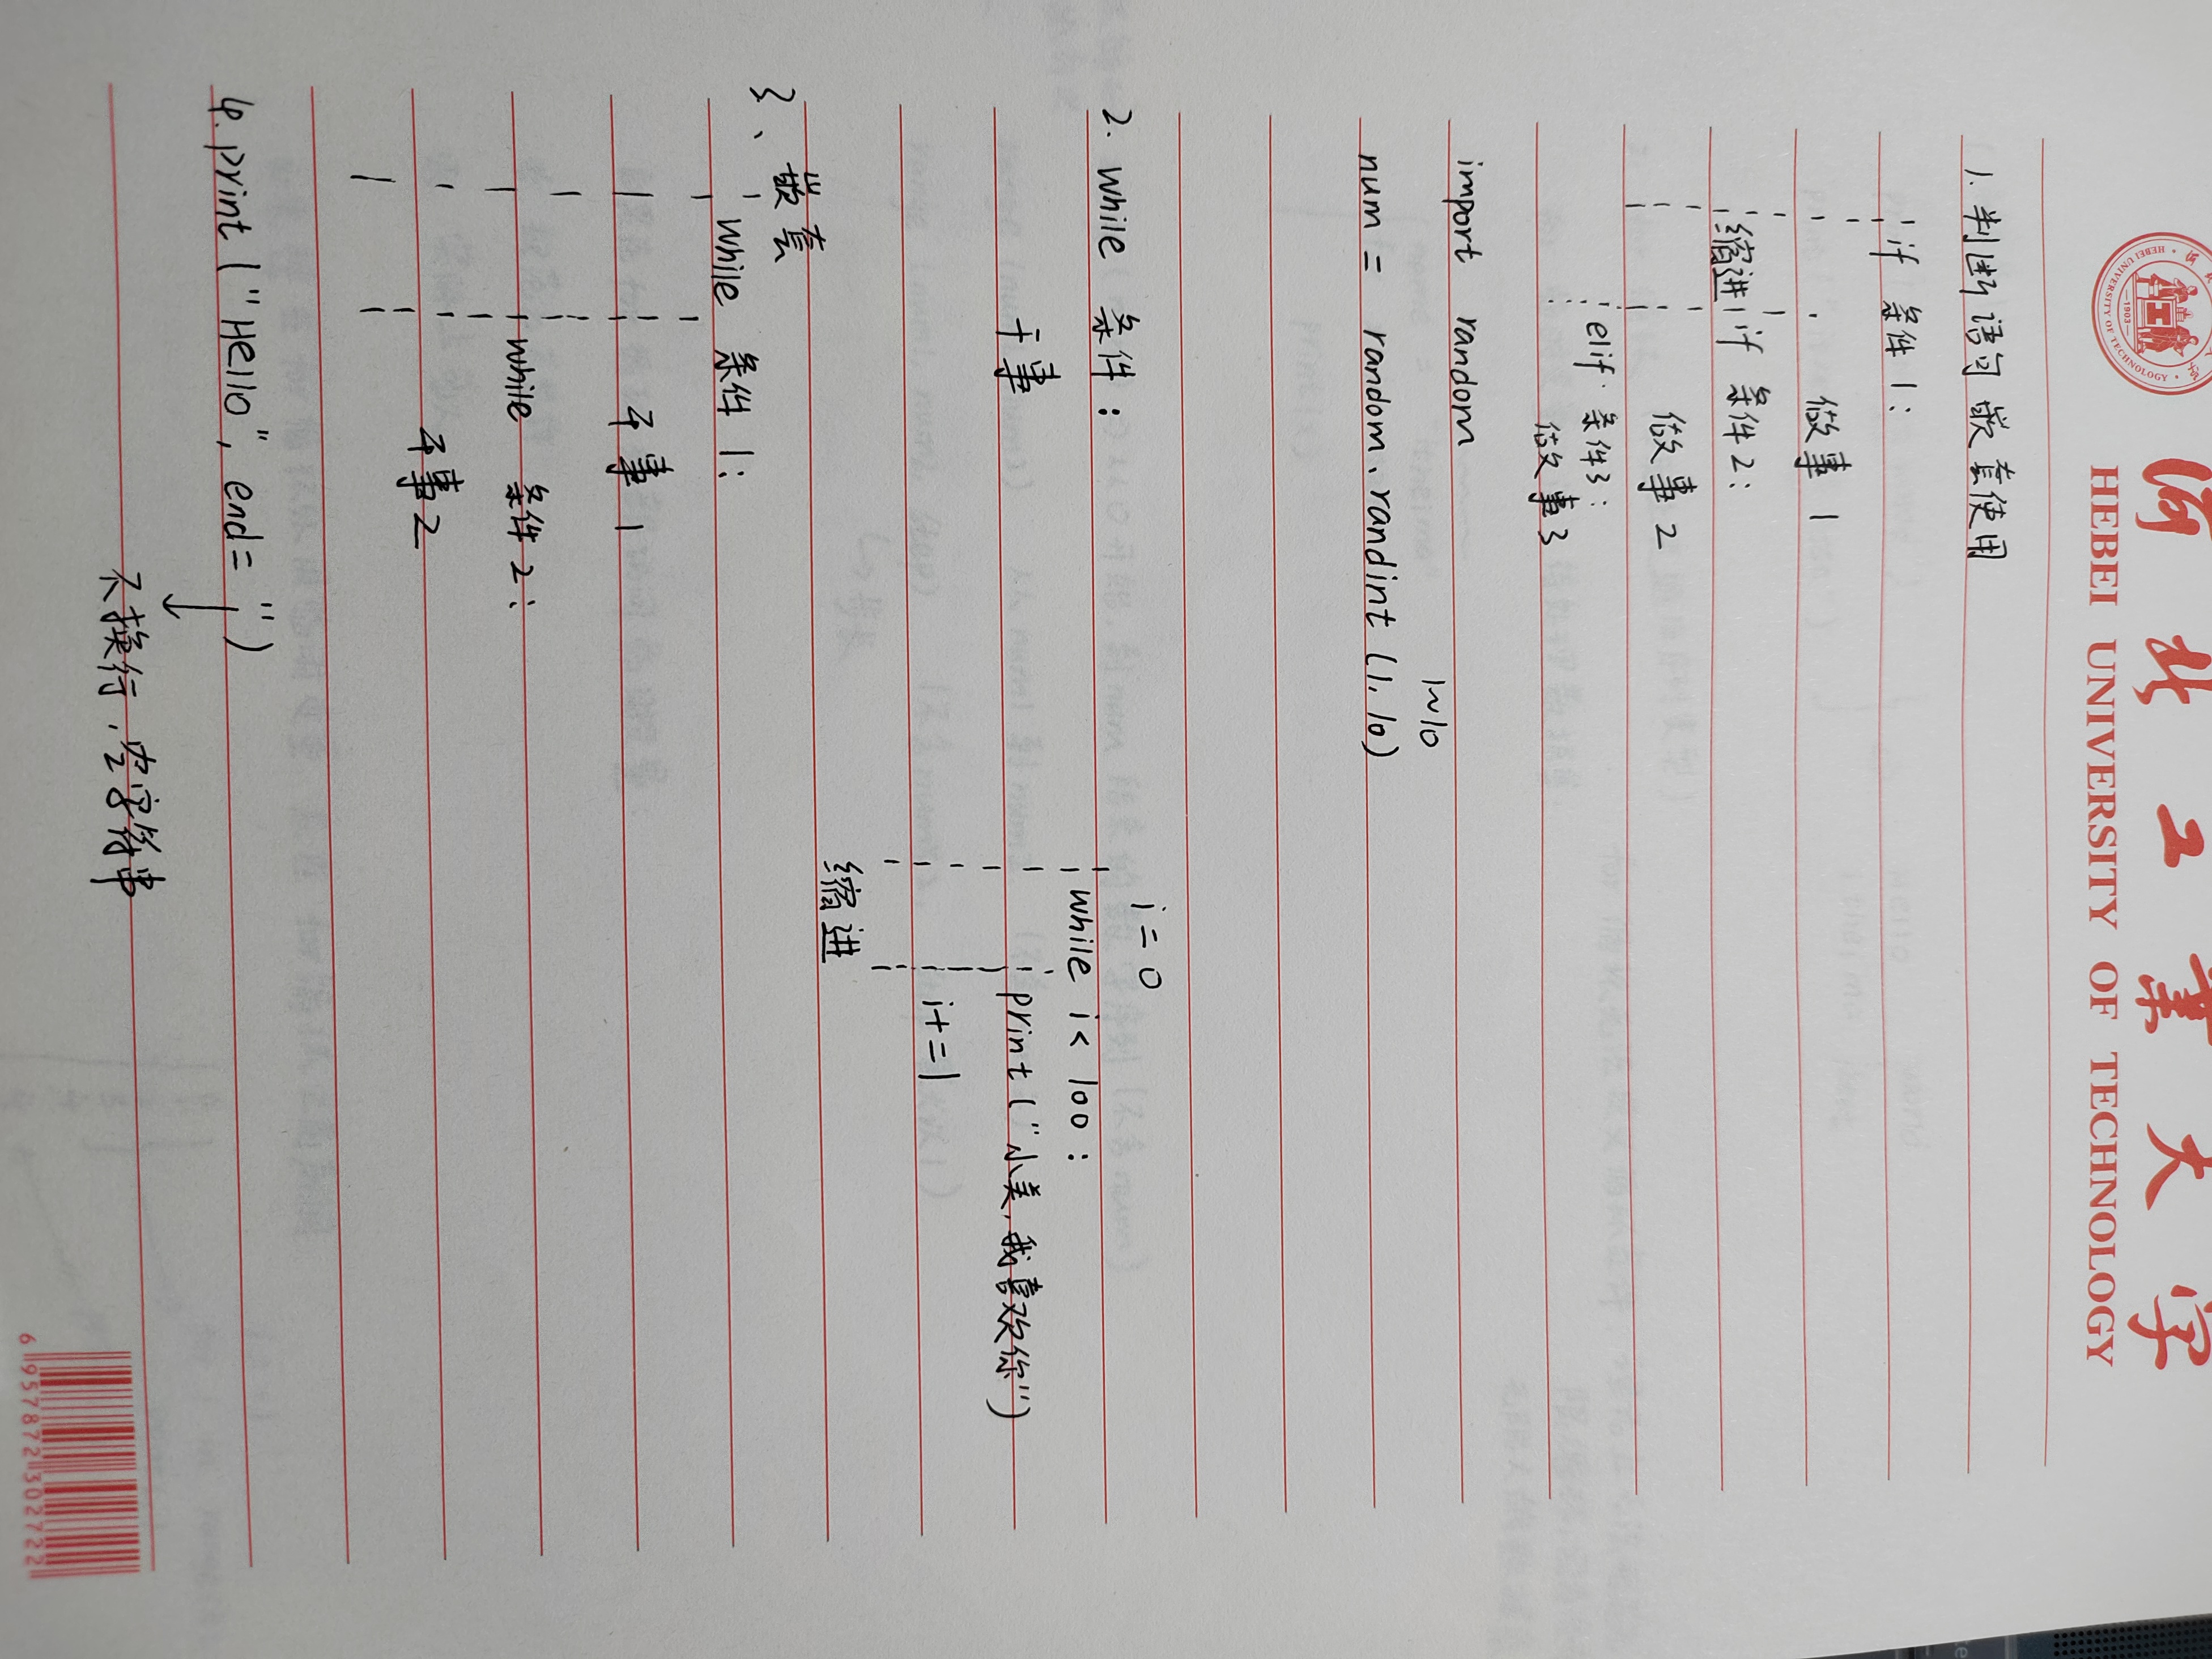 河北工業大学
HEBEI UNIVERSITY OF TECHNOLOGY
HEBEI UNIVERSITY OF TECHNOLOGY
1903
1. 判断语句嵌套使用
if 条件1:
做事1
缩进 if 条件2:
做事2
elif 条件3:
做事3
import random
1~10
num = random.randint(1, 10)
2. while 条件:
干事
i = 0
while i < 100:
print("小美,我喜欢你")
i+=1
缩进
3、嵌套
while 条件1:
干事1
while 条件2:
干事2
4. print("Hello", end='')
不换行,空字符串
6 957872 302722